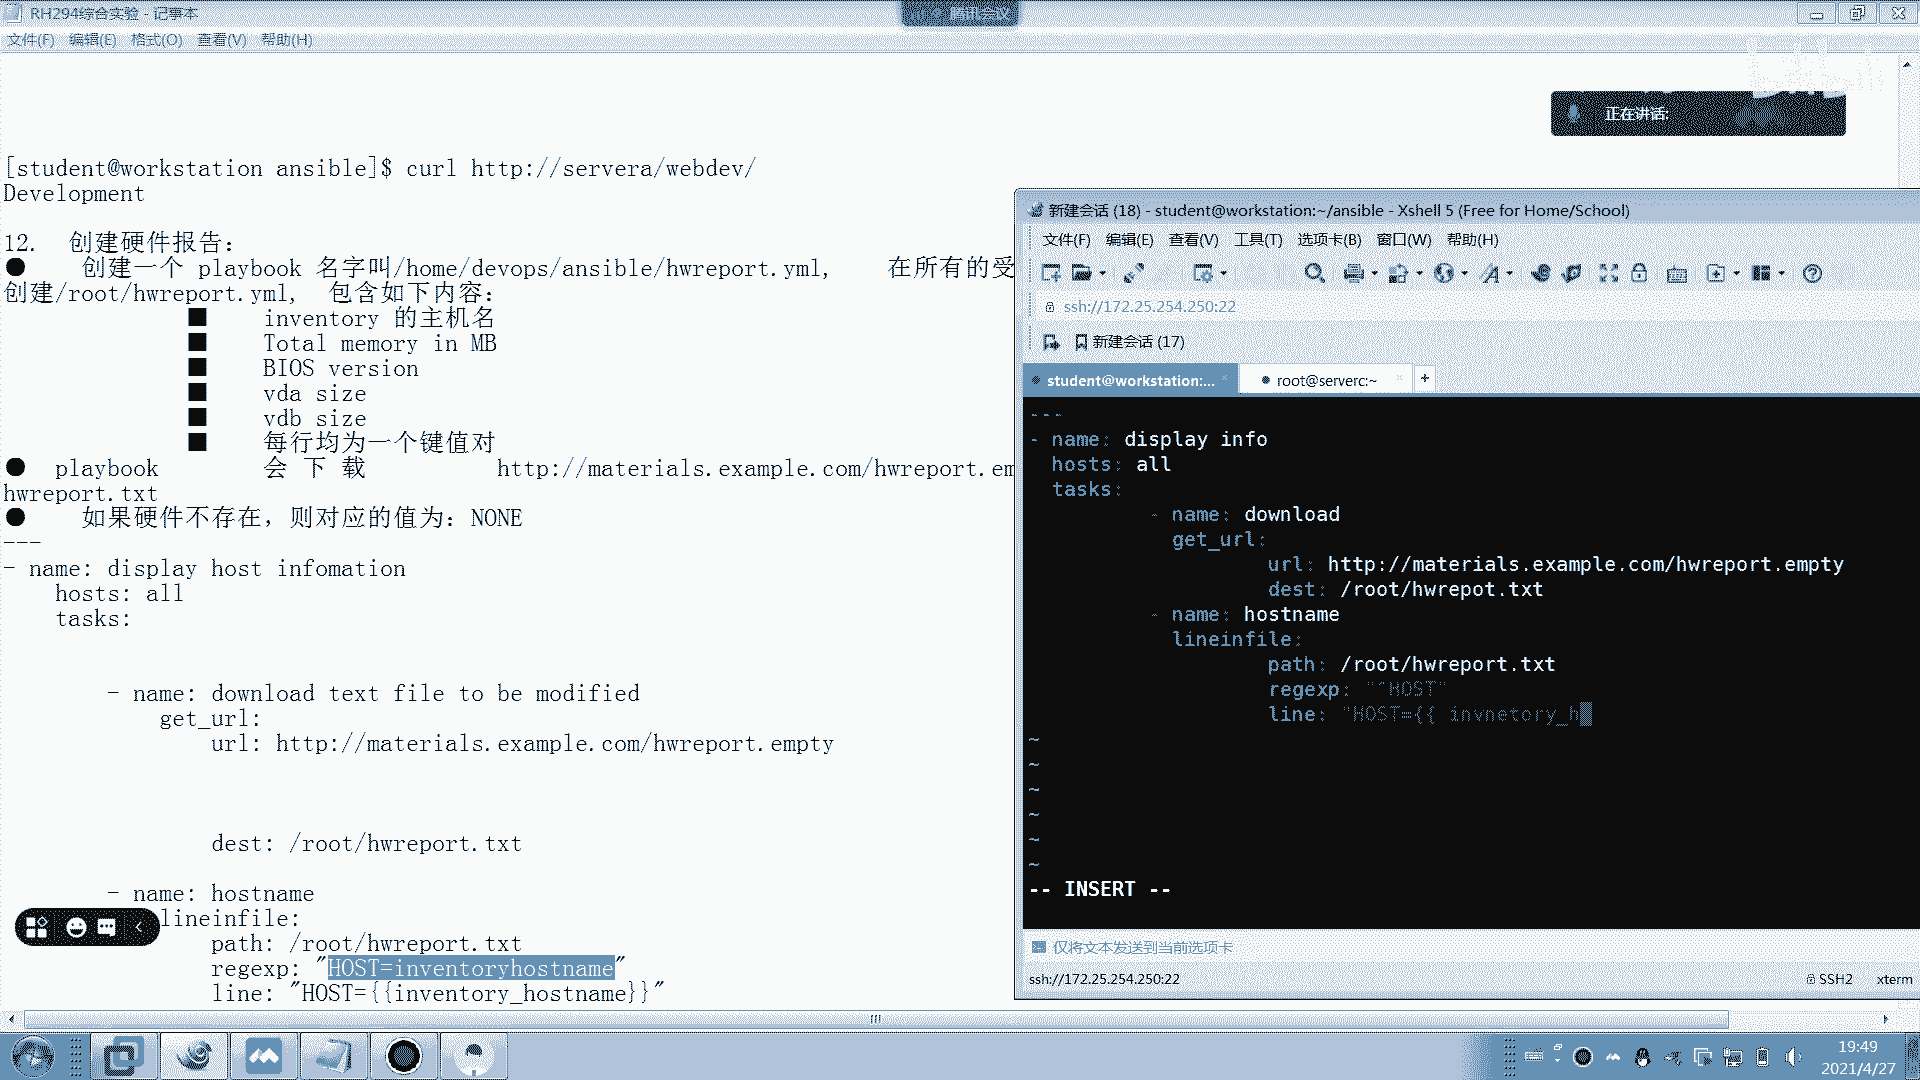 RH294综合实验 - 记事本
腾讯会议
文件(F) 编辑(E) 格式(O) 查看(V) 帮助(H)
正在讲话:
[student@workstation ansible]$ curl http://servera/webdev/
Development
12. 创建硬件报告：
● 创建一个 playbook 名字叫/home/devops/ansible/hwreport.yml, 在所有的受
创建/root/hwreport.yml, 包含如下内容：
■ inventory 的主机名
■ Total memory in MB
■ BIOS version
■ vda size
■ vdb size
■ 每行均为一个键值对
● playbook 会 下 载 http://materials.example.com/hwreport.em
hwreport.txt
● 如果硬件不存在，则对应的值为：NONE
---
- name: display host infomation
hosts: all
tasks:
- name: download text file to be modified
get_url:
url: http://materials.example.com/hwreport.empty
dest: /root/hwreport.txt
- name: hostname
lineinfile:
path: /root/hwreport.txt
regexp: "HOST=inventoryhostname"
line: "HOST={{inventory_hostname}}"
新建会话 (18) - student@workstation:~/ansible - Xshell 5 (Free for Home/School)
文件(F) 编辑(E) 查看(V) 工具(T) 选项卡(B) 窗口(W) 帮助(H)
ssh://172.25.254.250:22
新建会话 (17)
student@workstation:... × root@serverc:~ × +
---
- name: display info
hosts: all
tasks:
- name: download
get_url:
url: http://materials.example.com/hwreport.empty
dest: /root/hwrepot.txt
- name: hostname
lineinfile:
path: /root/hwreport.txt
regexp: "^HOST"
line: "HOST={{ invnetory_h
~
~
~
~
~
~
-- INSERT --
仅将文本发送到当前选项卡
ssh://172.25.254.250:22 SSH2 xterm
19:49
2021/4/27